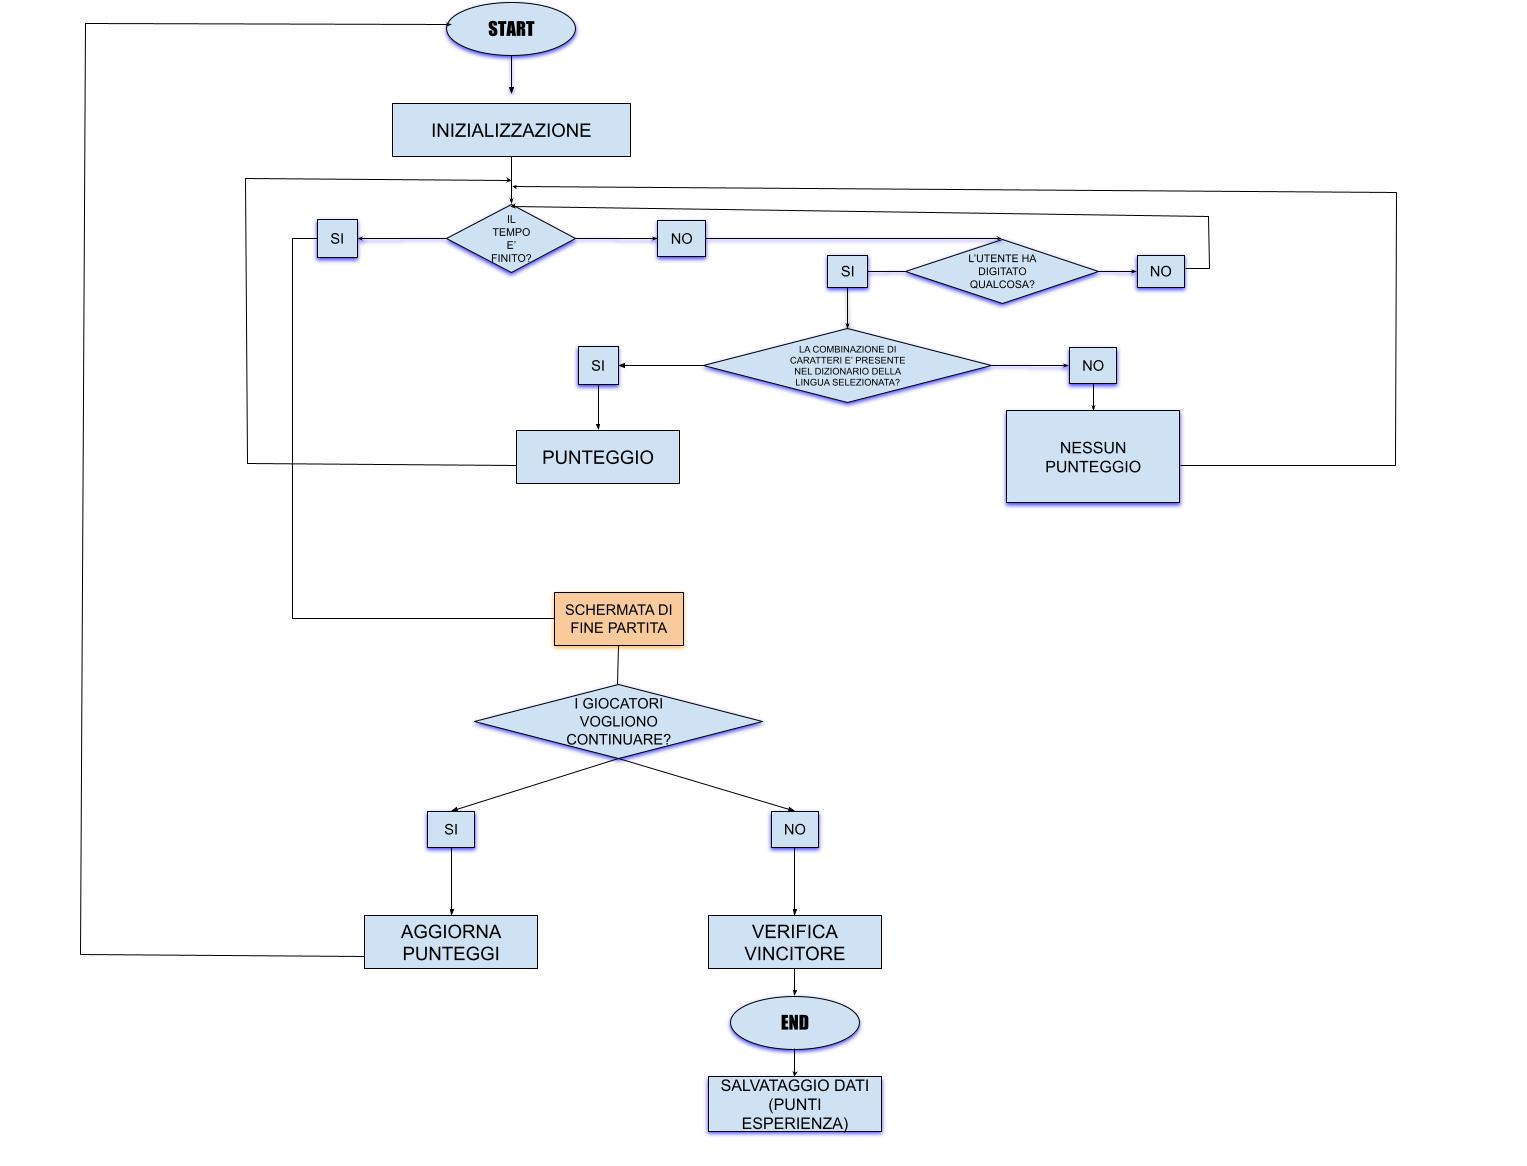 START
INIZIALIZZAZIONE
IL
TEMPO
E'
FINITO?
SI
NO
L'UTENTE HA
DIGITATO
QUALCOSA?
SI
NO
LA COMBINAZIONE DI
CARATTERI E' PRESENTE
NEL DIZIONARIO DELLA
LINGUA SELEZIONATA?
SI
NO
PUNTEGGIO
NESSUN
PUNTEGGIO
SCHERMATA DI
FINE PARTITA
I GIOCATORI
VOGLIONO
CONTINUARE?
SI
NO
AGGIORNA
PUNTEGGI
VERIFICA
VINCITORE
END
SALVATAGGIO DATI
(PUNTI
ESPERIENZA)